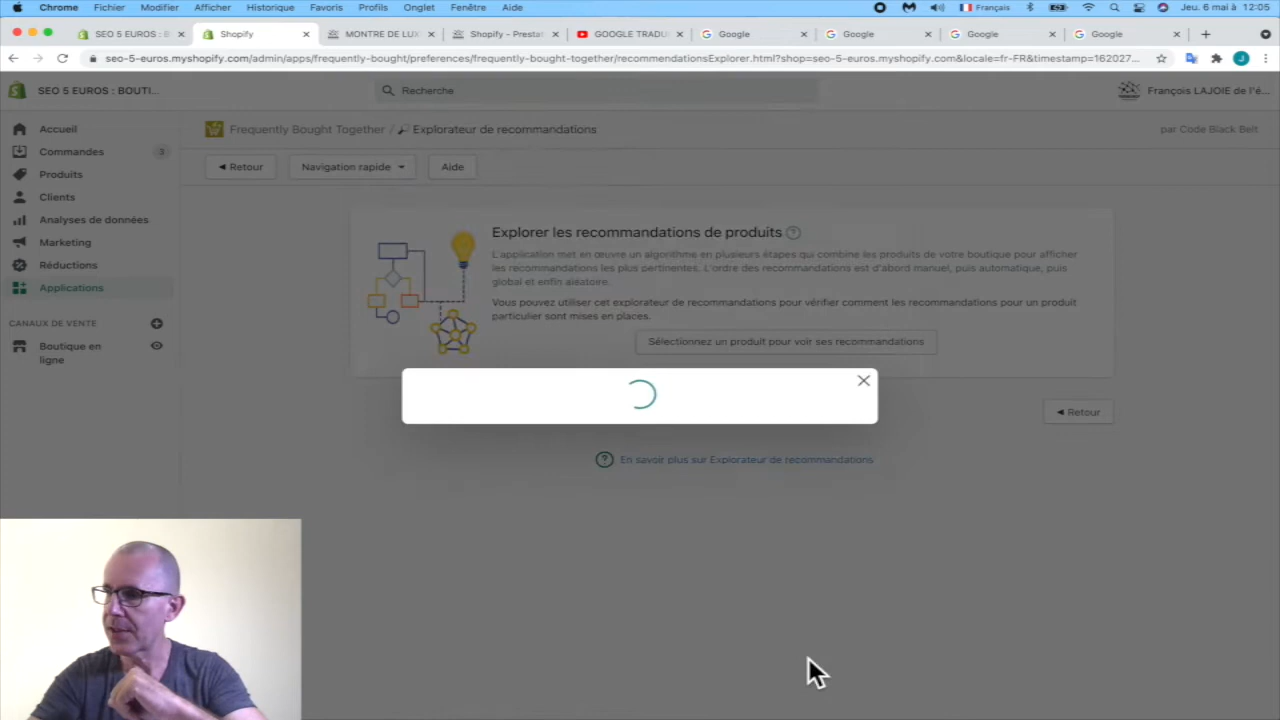 Chrome Fichier Modifier Afficher Historique Favoris Profils Onglet Fenêtre Aide Français Jeu. 6 mai à 12:05
SEO 5 EUROS : B Shopify MONTRE DE LUX Shopify - Prestat GOOGLE TRADU Google Google Google Google
seo-5-euros.myshopify.com/admin/apps/frequently-bought/preferences/frequently-bought-together/recommendationsExplorer.html?shop=seo-5-euros.myshopify.com&locale=fr-FR&timestamp=162027... J
SEO 5 EUROS : BOUTI... Recherche François LAJOIE de l'é...
Accueil
Commandes 3
Produits
Clients
Analyses de données
Marketing
Réductions
Applications
CANAUX DE VENTE
Boutique en
ligne
Frequently Bought Together / Explorateur de recommandations par Code Black Belt
Retour Navigation rapide Aide
Explorer les recommandations de produits ?
L'application met en œuvre un algorithme en plusieurs étapes qui combine les produits de votre boutique pour afficher
les recommandations les plus pertinentes. L'ordre des recommandations est d'abord manuel, puis automatique, puis
global et enfin aléatoire.
Vous pouvez utiliser cet explorateur de recommandations pour vérifier comment les recommandations pour un produit
particulier sont mises en places.
Sélectionnez un produit pour voir ses recommandations
Retour
? En savoir plus sur Explorateur de recommandations